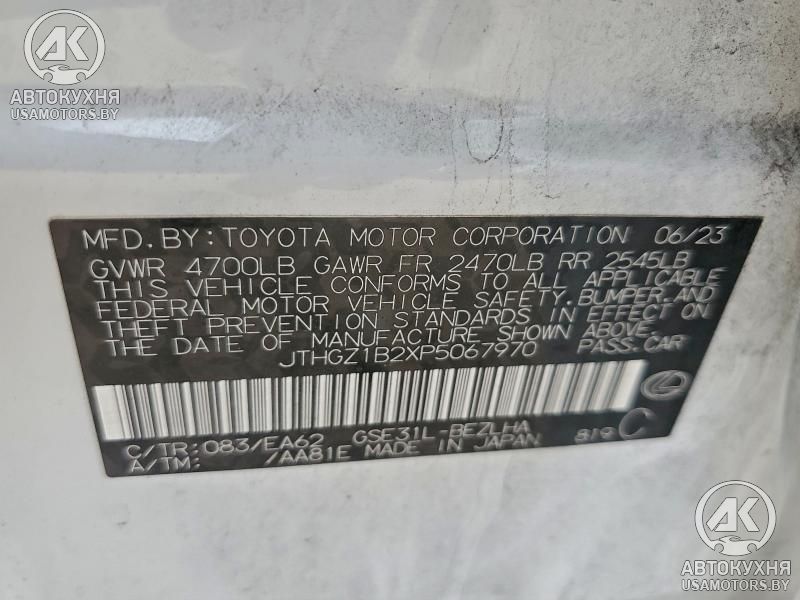 AK
АВТОКУХНЯ
USAMOTORS.BY
MFD. BY: TOYOTA MOTOR CORPORATION 06/23
GVWR 4700LB GAWR FR 2470LB RR 2545LB
THIS VEHICLE CONFORMS TO ALL APPLICABLE
FEDERAL MOTOR VEHICLE SAFETY, BUMPER, AND
THEFT PREVENTION STANDARDS IN EFFECT ON
THE DATE OF MANUFACTURE SHOWN ABOVE.
JTHGZ1B2XP5067970 PASS. CAR
C/TR: 083/EA62 GSE31L-BEZLHA 819 C
A/TM: /AA81E MADE IN JAPAN
AK
АВТОКУХНЯ
USAMOTORS.BY